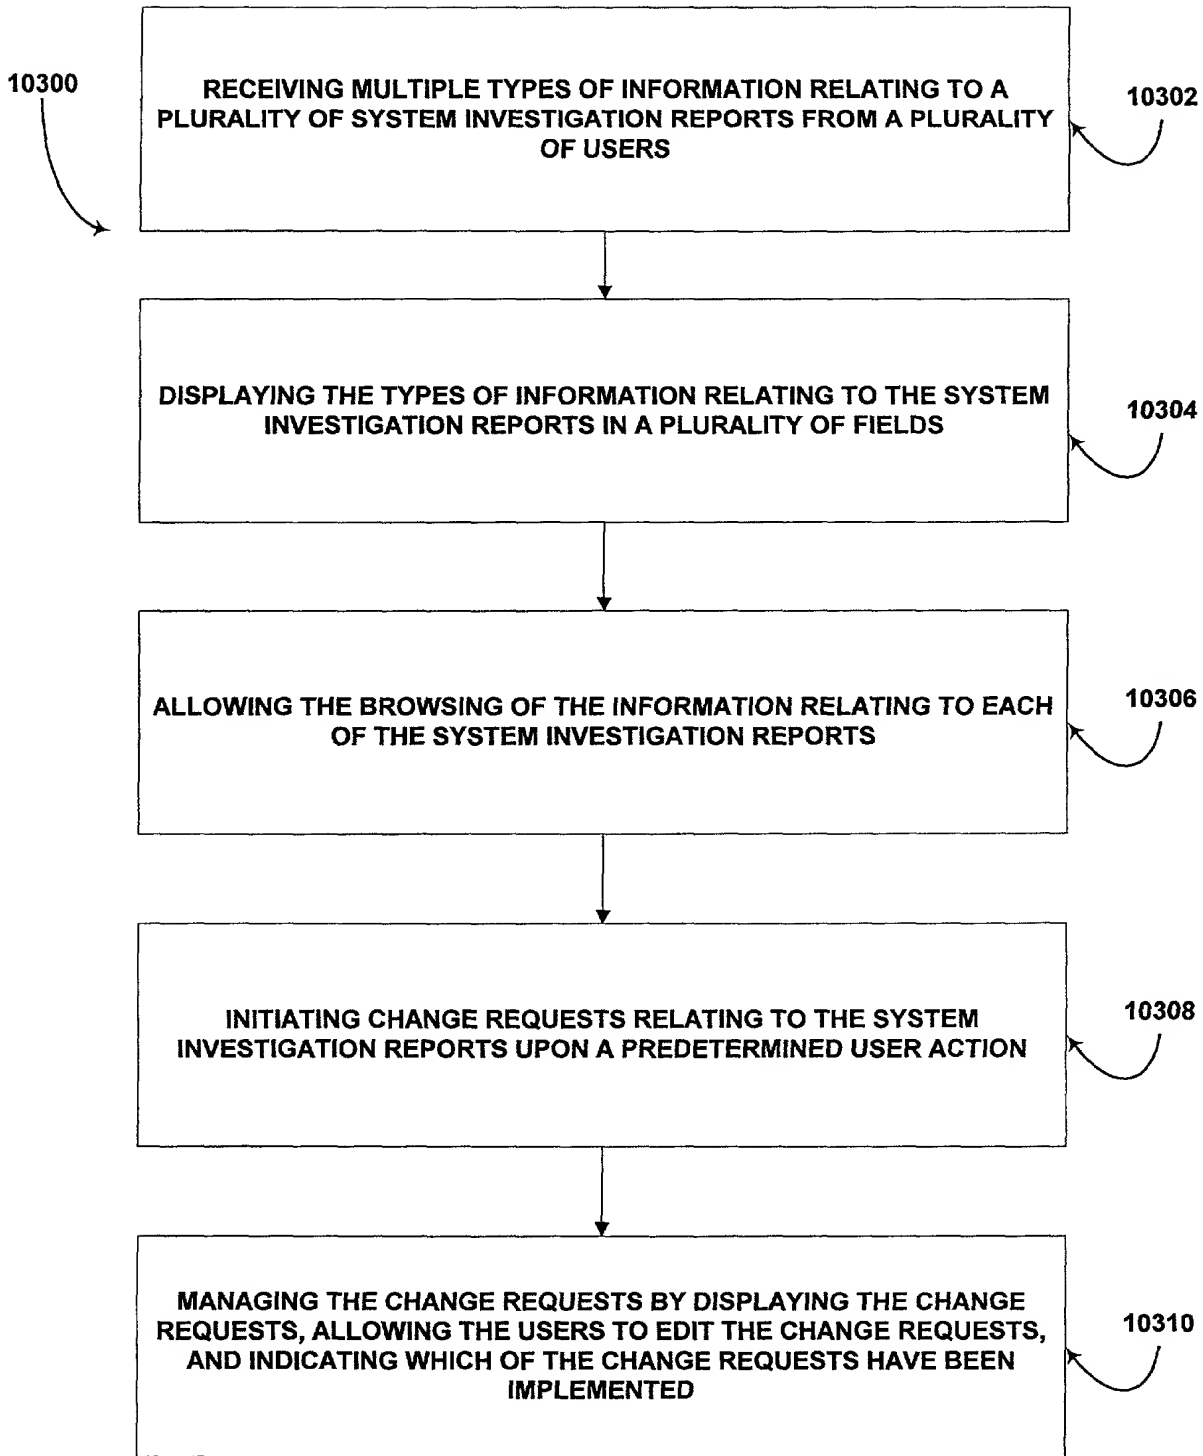 10300
RECEIVING MULTIPLE TYPES OF INFORMATION RELATING TO A
PLURALITY OF SYSTEM INVESTIGATION REPORTS FROM A PLURALITY
OF USERS
10302
DISPLAYING THE TYPES OF INFORMATION RELATING TO THE SYSTEM
INVESTIGATION REPORTS IN A PLURALITY OF FIELDS
10304
ALLOWING THE BROWSING OF THE INFORMATION RELATING TO EACH
OF THE SYSTEM INVESTIGATION REPORTS
10306
INITIATING CHANGE REQUESTS RELATING TO THE SYSTEM
INVESTIGATION REPORTS UPON A PREDETERMINED USER ACTION
10308
MANAGING THE CHANGE REQUESTS BY DISPLAYING THE CHANGE
REQUESTS, ALLOWING THE USERS TO EDIT THE CHANGE REQUESTS,
AND INDICATING WHICH OF THE CHANGE REQUESTS HAVE BEEN
IMPLEMENTED
10310